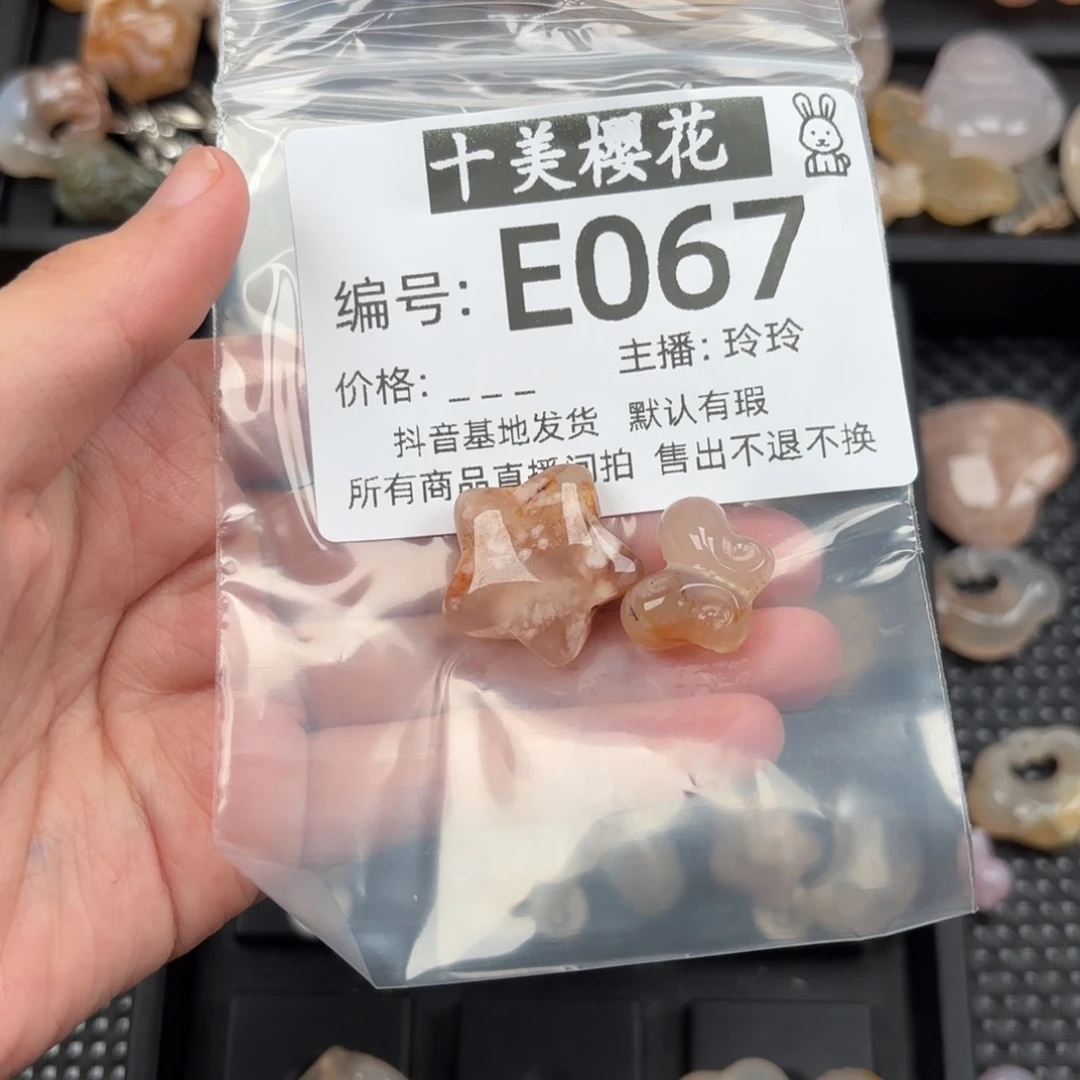 十美樱花
编号: E067
价格: _ _ _ 主播: 玲玲
抖音基地发货 默认有瑕
所有商品直播间拍 售出不退不换